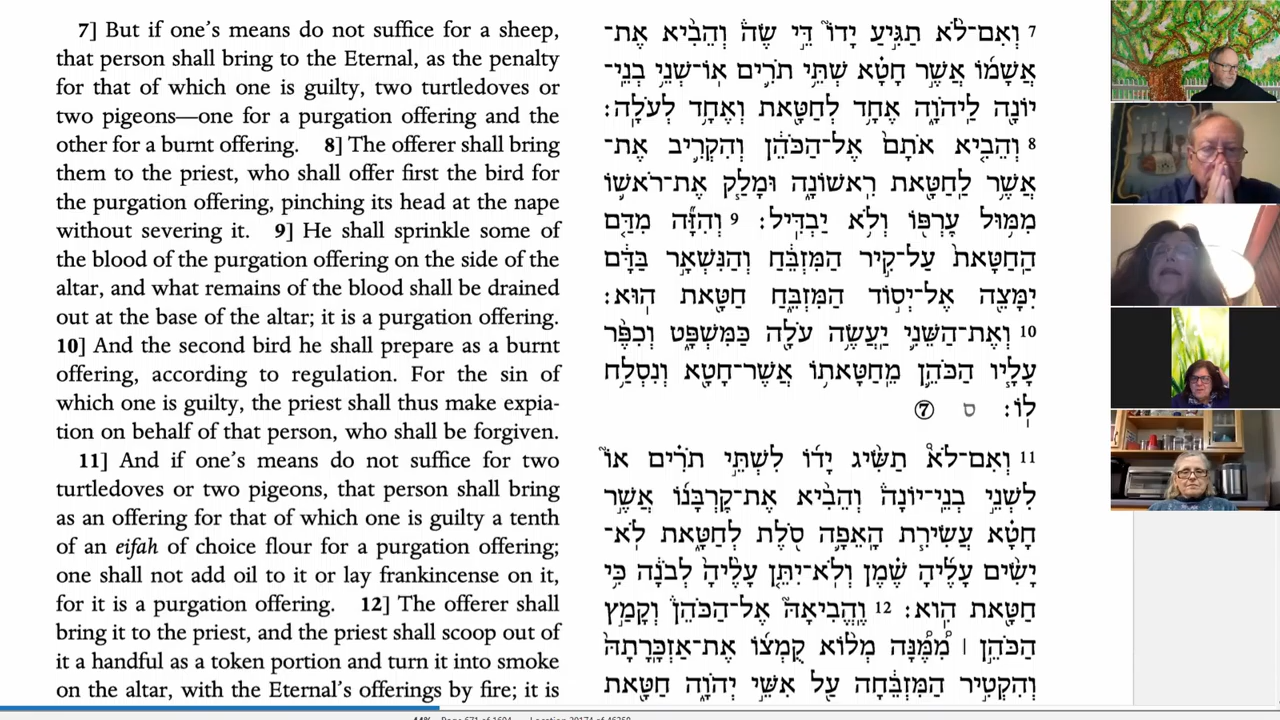 7] But if one’s means do not suffice for a sheep,
that person shall bring to the Eternal, as the penalty
for that of which one is guilty, two turtledoves or
two pigeons—one for a purgation offering and the
other for a burnt offering. 8] The offerer shall bring
them to the priest, who shall offer first the bird for
the purgation offering, pinching its head at the nape
without severing it. 9] He shall sprinkle some of
the blood of the purgation offering on the side of the
altar, and what remains of the blood shall be drained
out at the base of the altar; it is a purgation offering.
10] And the second bird he shall prepare as a burnt
offering, according to regulation. For the sin of
which one is guilty, the priest shall thus make expia-
tion on behalf of that person, who shall be forgiven.
11] And if one’s means do not suffice for two
turtledoves or two pigeons, that person shall bring
as an offering for that of which one is guilty a tenth
of an eifah of choice flour for a purgation offering;
one shall not add oil to it or lay frankincense on it,
for it is a purgation offering. 12] The offerer shall
bring it to the priest, and the priest shall scoop out of
it a handful as a token portion and turn it into smoke
on the altar, with the Eternal’s offerings by fire; it is
7 וְאִם־לֹ֨א תַגִּ֣יעַ יָדוֹ֮ דֵּ֣י שֶׂה֒ וְהֵבִ֨יא אֶת־
אֲשָׁמ֜וֹ אֲשֶׁ֣ר חָטָ֗א שְׁתֵּ֥י תֹרִ֛ים אֽוֹ־שְׁנֵ֥י בְנֵֽי־
יוֹנָ֖ה לַֽיהוָֹ֑ה אֶחָ֥ד לְחַטָּ֖את וְאֶחָ֥ד לְעֹלָֽה׃
8 וְהֵבִ֤יא אֹתָם֙ אֶל־הַכֹּהֵ֔ן וְהִקְרִ֛יב אֶת־
אֲשֶׁ֥ר לַחַטָּ֖את רִאשׁוֹנָ֑ה וּמָלַ֧ק אֶת־רֹאשׁ֛וֹ
מִמּ֥וּל עׇרְפּ֖וֹ וְלֹ֥א יַבְדִּֽיל׃ 9 וְהִזָּ֞ה מִדַּ֤ם
הַחַטָּאת֙ עַל־קִ֣יר הַמִּזְבֵּ֔חַ וְהַנִּשְׁאָ֣ר בַּדָּ֔ם
יִמָּצֵ֖ה אֶל־יְס֣וֹד הַמִּזְבֵּ֑חַ חַטָּ֖את הֽוּא׃
10 וְאֶת־הַשֵּׁנִ֛י יַעֲשֶׂ֥ה עֹלָ֖ה כַּמִּשְׁפָּ֑ט וְכִפֶּ֨ר
עָלָ֧יו הַכֹּהֵ֛ן מֵחַטָּאת֥וֹ אֲשֶׁר־חָטָ֖א וְנִסְלַ֥ח
לֽוֹ׃ ס ⑦
11 וְאִם־לֹא֩ תַשִּׂ֨יג יָד֜וֹ לִשְׁתֵּ֣י תֹרִ֗ים אוֹ֮
לִשְׁנֵ֣י בְנֵי־יוֹנָה֒ וְהֵבִ֨יא אֶת־קׇרְבָּנ֜וֹ אֲשֶׁ֣ר
חָטָ֗א עֲשִׂירִ֧ת הָאֵפָ֛ה סֹ֖לֶת לְחַטָּ֑את לֹא־
יָשִׂ֨ים עָלֶ֜יהָ שֶׁ֗מֶן וְלֹא־יִתֵּ֤ן עָלֶ֙יהָ֙ לְבֹנָ֔ה כִּ֥י
חַטָּ֖את הִֽוא׃ 12 וֶהֱבִיאָהּ֮ אֶל־הַכֹּהֵן֒ וְקָמַ֣ץ
הַכֹּהֵ֣ן ׀ מִ֠מֶּ֠נָּה מְל֨וֹא קֻמְצ֜וֹ אֶת־אַזְכָּרָתָהּ֙
וְהִקְטִ֣יר הַמִּזְבֵּ֔חָה עַ֖ל אִשֵּׁ֣י יְהוָֹ֑ה חַטָּ֖את